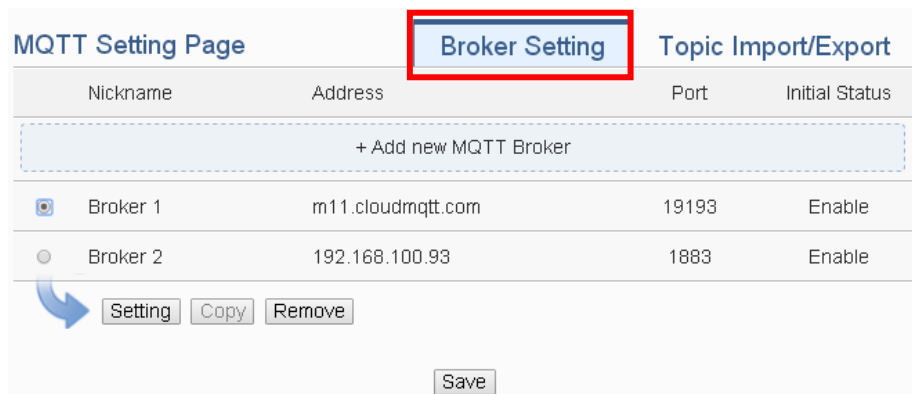 MQTT Setting Page Broker Setting Topic Import/Export
Nickname Address Port Initial Status
+ Add new MQTT Broker
Broker 1 m11.cloudmqtt.com 19193 Enable
Broker 2 192.168.100.93 1883 Enable
Setting Copy Remove
Save